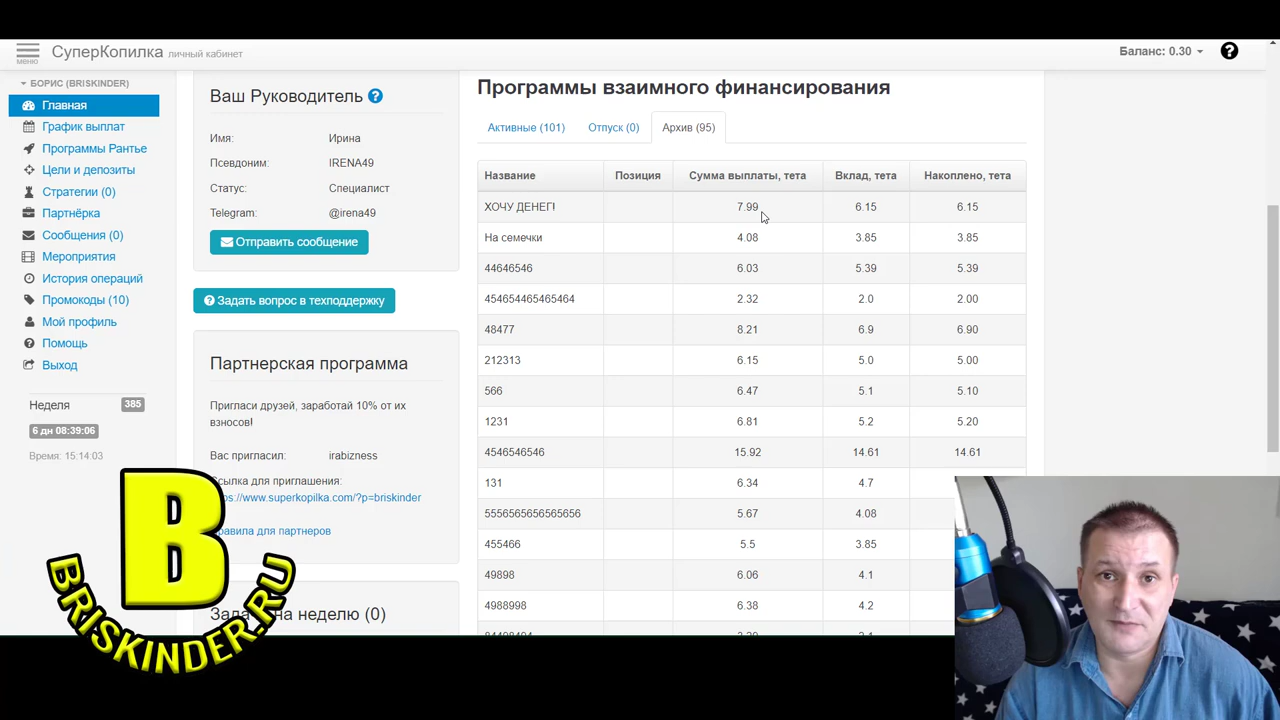 СуперКопилка личный кабинет
Баланс: 0.30
?
меню
БОРИС (BRISKINDER)
Главная
График выплат
Программы Рантье
Цели и депозиты
Стратегии (0)
Партнёрка
Сообщения (0)
Мероприятия
История операций
Промокоды (10)
Мой профиль
Помощь
Выход
Неделя 385
6 дн 08:39:06
Время: 15:14:03
Ваш Руководитель ?
Имя: Ирина
Псевдоним: IRENA49
Статус: Специалист
Telegram: @irena49
Отправить сообщение
? Задать вопрос в техподдержку
Партнерская программа
Пригласи друзей, заработай 10% от их
взносов!
Вас пригласил: irabizness
Ссылка для приглашения:
ps://www.superkopilka.com/?p=briskinder
равила для партнеров
на неделю (0)
Программы взаимного финансирования
Активные (101) Отпуск (0) Архив (95)
Название Позиция Сумма выплаты, тета Вклад, тета Накоплено, тета
ХОЧУ ДЕНЕГ! 7.99 6.15 6.15
На семечки 4.08 3.85 3.85
44646546 6.03 5.39 5.39
454654465465464 2.32 2.0 2.00
48477 8.21 6.9 6.90
212313 6.15 5.0 5.00
566 6.47 5.1 5.10
1231 6.81 5.2 5.20
4546546546 15.92 14.61 14.61
131 6.34 4.7
5556565656565656 5.67 4.08
455466 5.5 3.85
49898 6.06 4.1
4988998 6.38 4.2
B
BRISKINDER.RU